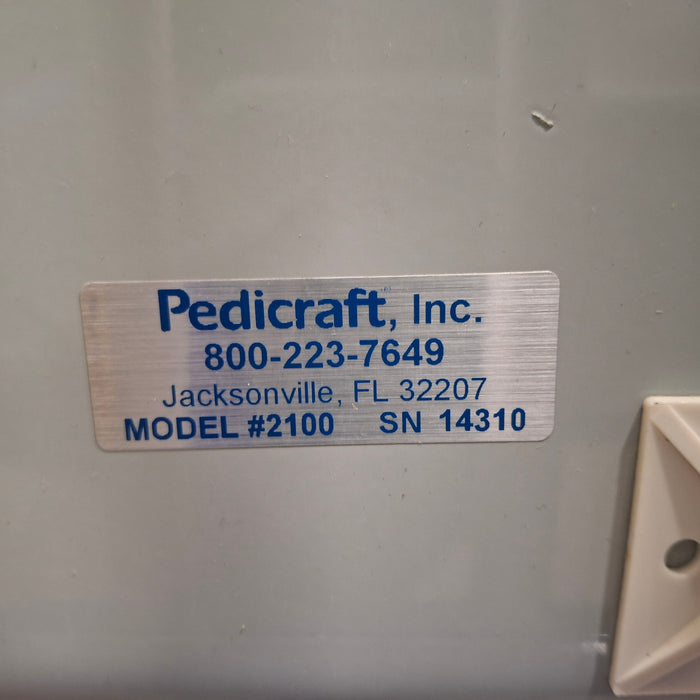 Pedicraft, Inc.
800-223-7649
Jacksonville, FL 32207
MODEL #2100 SN 14310